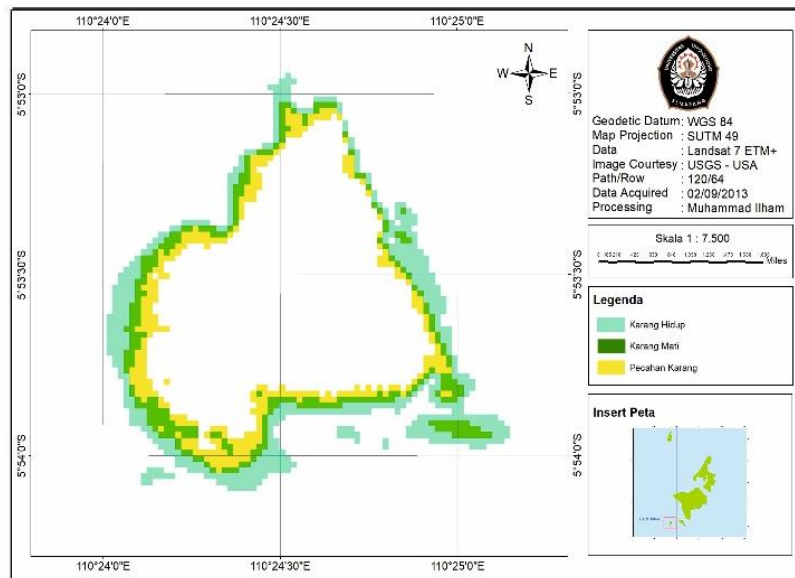 110°24'0"E 110°24'30"E 110°25'0"E
5°53'0"S 5°53'0"S
5°53'30"S 5°53'30"S
5°54'0"S 5°54'0"S
110°24'0"E 110°24'30"E 110°25'0"E
N
W E
S
Geodetic Datum : WGS 84
Map Projection : SUTM 49
Data : Landsat 7 ETM+
Image Courtesy : USGS - USA
Path/Row : 120/64
Data Acquired : 02/09/2013
Processing : Muhammad Ilham
Skala 1 : 7.500
Miles
Legenda
Karang Hidup
Karang Mati
Pecahan Karang
Insert Peta